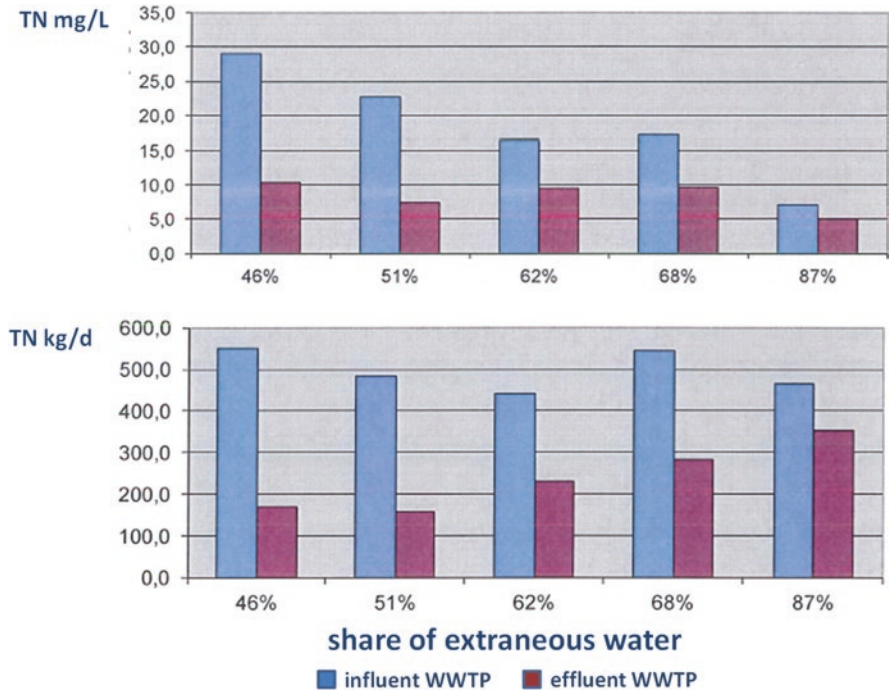 TN mg/L
35,0
30,0
25,0
20,0
15,0
10,0
5,0
0,0
46% 51% 62% 68% 87%
TN kg/d
600,0
500,0
400,0
300,0
200,0
100,0
0,0
46% 51% 62% 68% 87%
share of extraneous water
influent WWTP effluent WWTP